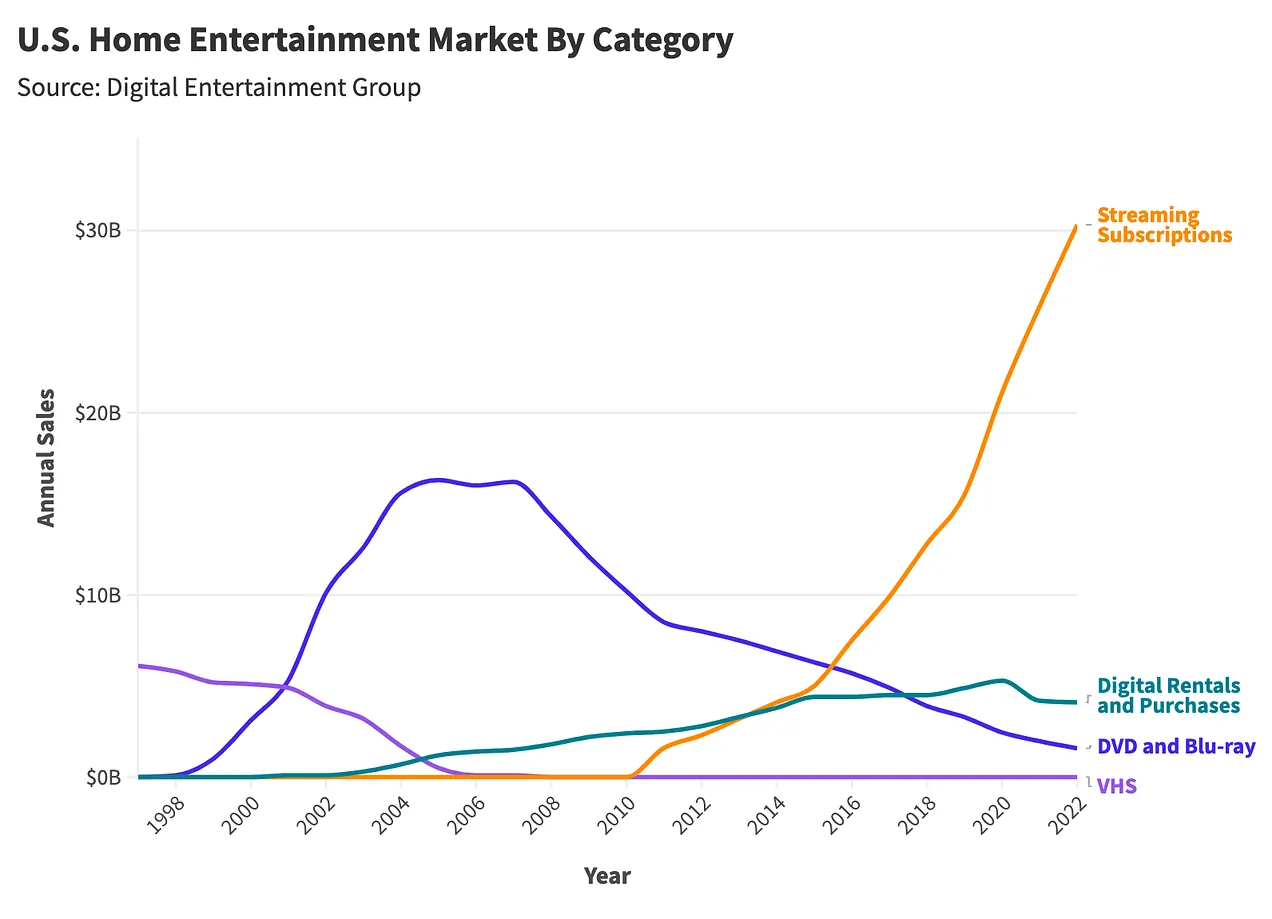 U.S. Home Entertainment Market By Category
Source: Digital Entertainment Group
Annual Sales
$30B
$20B
$10B
$0B
Streaming
Subscriptions
Digital Rentals
and Purchases
DVD and Blu-ray
VHS
1998
2000
2002
2004
2006
2008
2010
2012
2014
2016
2018
2020
2022
Year